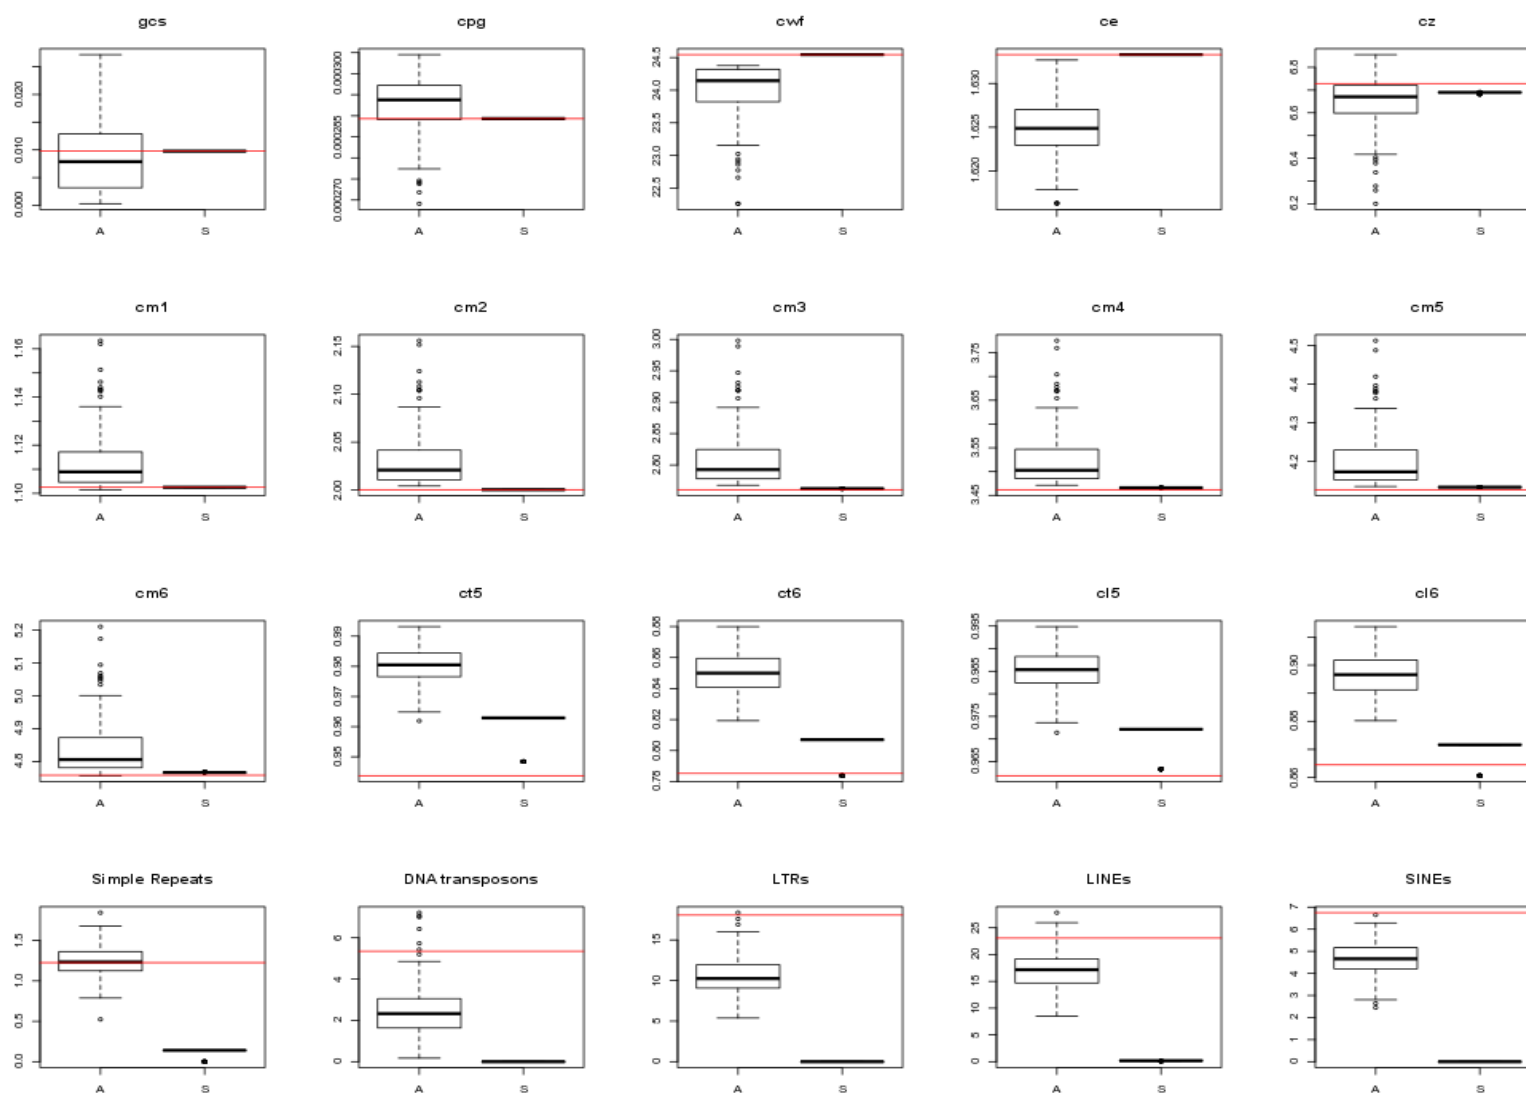 gcs cpg cwf ce cz
0.000 0.010 0.020
0.000270 0.000285 0.000300
22.5 23.0 23.5 24.0 24.5
1.620 1.625 1.630
6.2 6.4 6.6 6.8
A S A S A S A S A S
cm1 cm2 cm3 cm4 cm5
1.10 1.12 1.14 1.16
2.00 2.05 2.15
2.80 2.85 2.90 2.95 3.00
3.45 3.55 3.65 3.75
4.2 4.3 4.4 4.5
A S A S A S A S A S
cm6 ct5 ct6 cl5 cl6
4.8 4.9 5.0 5.1 5.2
0.95 0.96 0.97 0.98 0.99
0.78 0.80 0.82 0.84 0.86 0.88
0.965 0.975 0.985 0.995
0.85 0.90
A S A S A S A S A S
Simple Repeats DNA transposons LTRs LINEs SINEs
0.0 0.5 1.0 1.5
0 2 4 6
0 5 10 15
0 5 10 15 20 25
0 1 2 3 4 5 6 7
A S A S A S A S A S